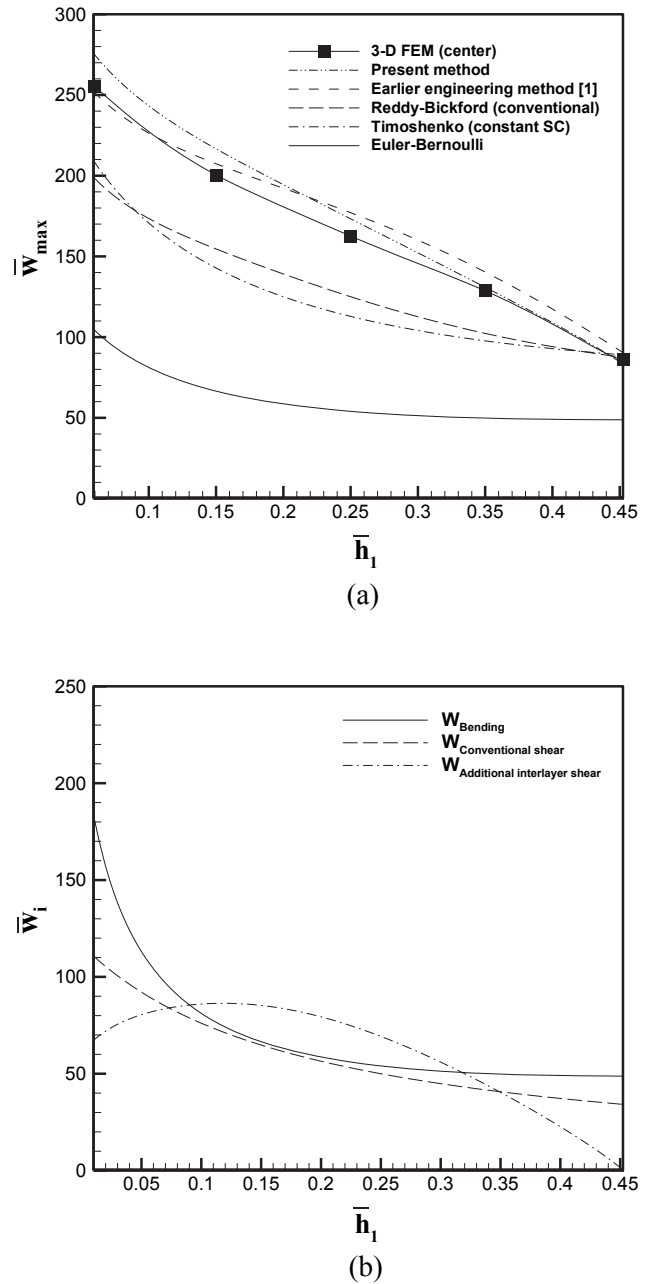 300
250
200
150
100
50
0
W̅max
3-D FEM (center)
Present method
Earlier engineering method [1]
Reddy-Bickford (conventional)
Timoshenko (constant SC)
Euler-Bernoulli
0.1 0.15 0.2 0.25 0.3 0.35 0.4 0.45
h̅1
(a)
250
200
150
100
50
0
W̅i
WBending
WConventional shear
WAdditional interlayer shear
0.05 0.1 0.15 0.2 0.25 0.3 0.35 0.4 0.45
h̅1
(b)